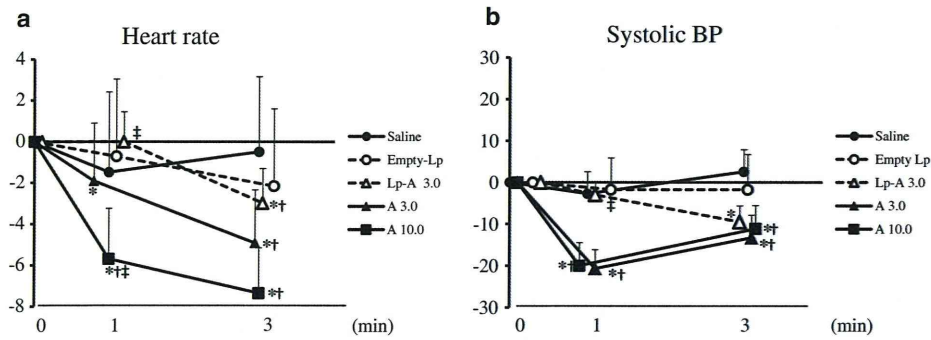 a
Heart rate
4
2
0
-2
-4
-6
-8
‡
*
*†
*†
*†‡
*†
0 1 3 (min)
Saline
Empty-Lp
Lp-A 3.0
A 3.0
A 10.0
b
Systolic BP
30
20
10
0
-10
-20
-30
‡
*
*†
*†
*†
*†
0 1 3 (min)
Saline
Empty Lp
Lp-A 3.0
A 3.0
A 10.0